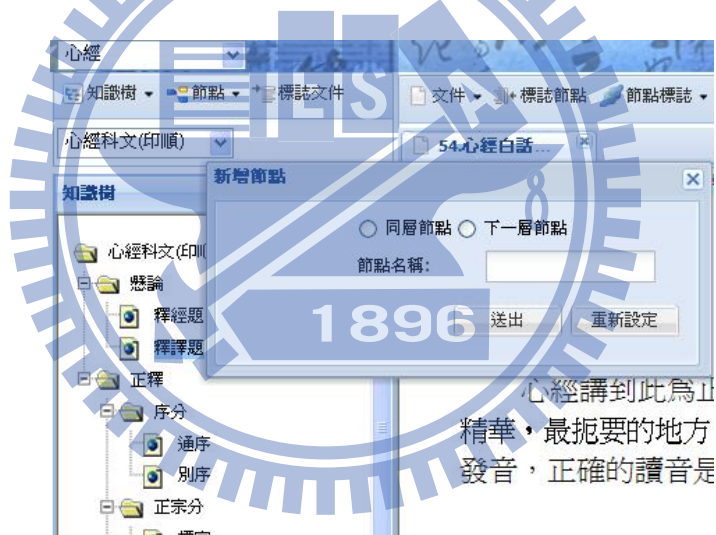 心經
知識樹 節點 標誌文件
文件 標誌節點 節點標誌
心經科文(印順)
54.心經白話...
知識樹
新增節點
同層節點 下一層節點
節點名稱:
送出 重新設定
心經科文(印順
懸論
釋經題
釋譯題
正釋
序分
通序
別序
正宗分
標宗
心經講到此為止
精華，最扼要的地方
發音，正確的讀音是
ILSA
1896